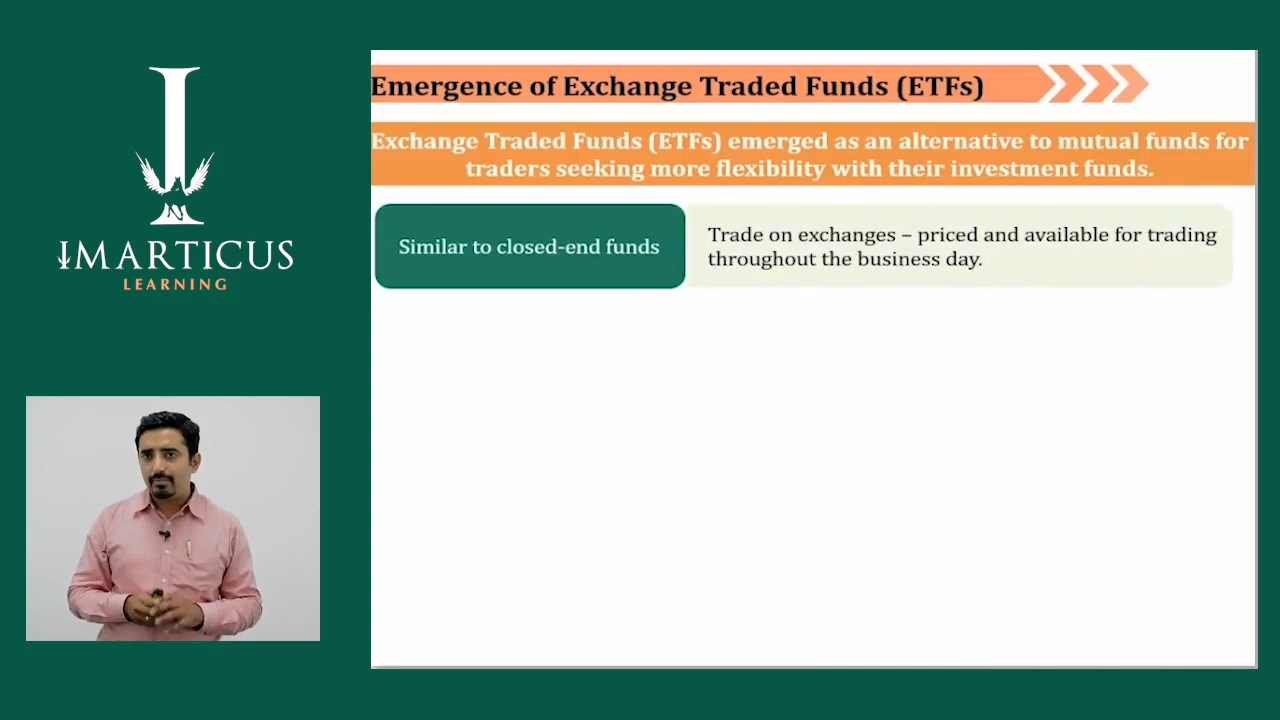 IMARTICUS
LEARNING
Emergence of Exchange Traded Funds (ETFs)
Exchange Traded Funds (ETFs) emerged as an alternative to mutual funds for
traders seeking more flexibility with their investment funds.
Similar to closed-end funds
Trade on exchanges – priced and available for trading
throughout the business day.